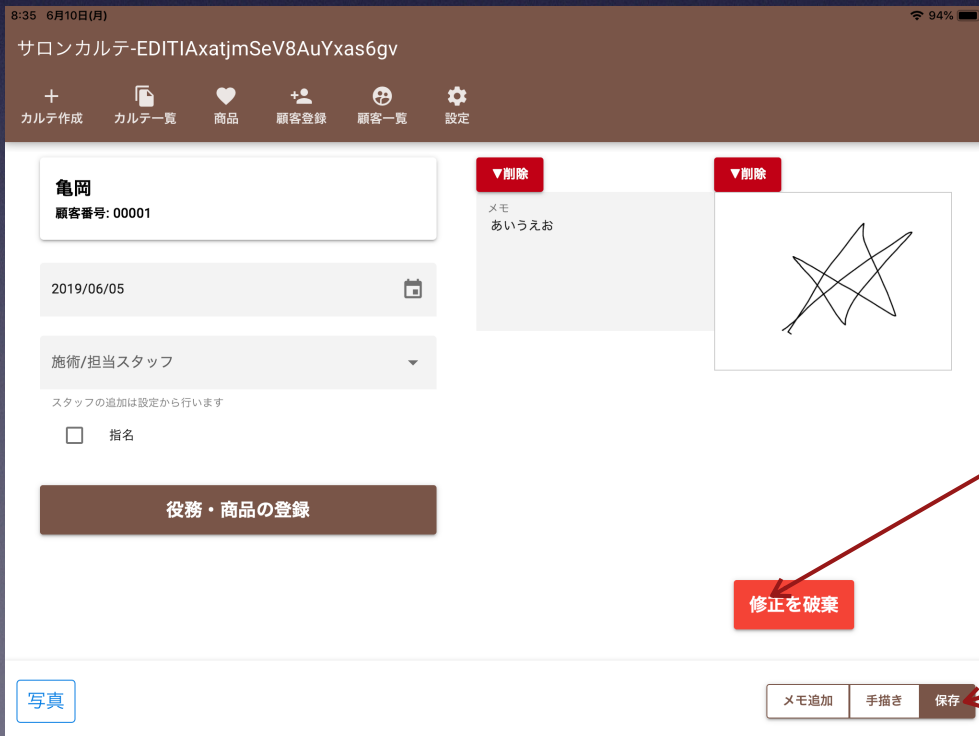 8:35 6月10日(月)
94%
サロンカルテ-EDITIAxatjmSeV8AuYxas6gv
カルテ作成 カルテ一覧 商品 顧客登録 顧客一覧 設定
亀岡
顧客番号: 00001
2019/06/05
施術/担当スタッフ
スタッフの追加は設定から行います
指名
役務・商品の登録
▼削除 ▼削除
メモ
あいうえお
修正を破棄
写真
メモ追加 手描き 保存